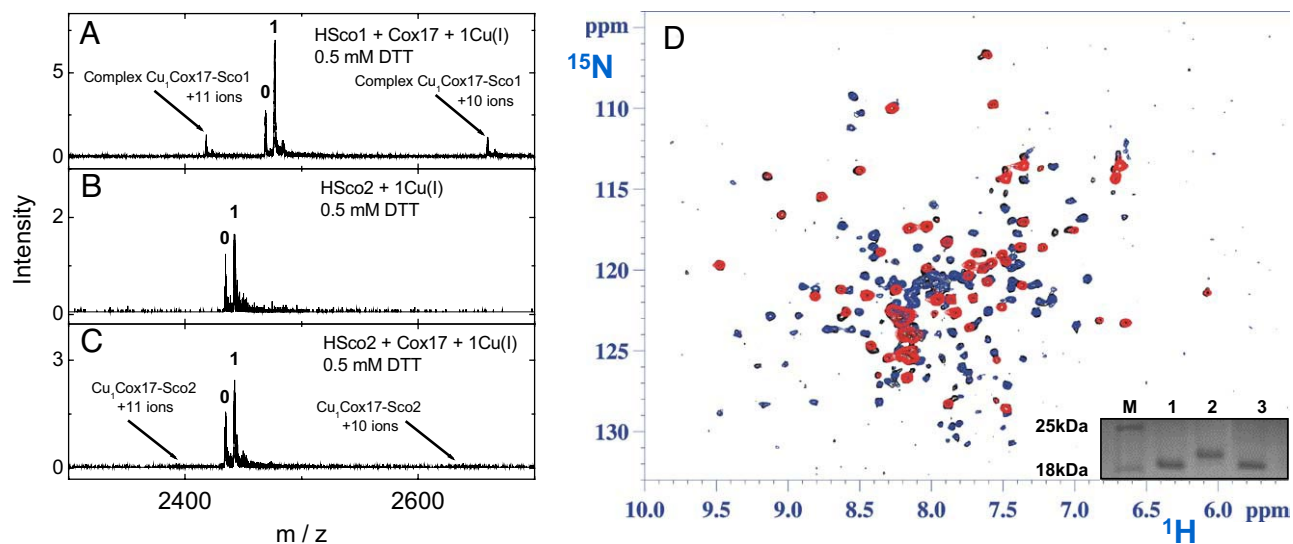 A
HSco1 + Cox17 + 1Cu(I)
0.5 mM DTT
Complex Cu1Cox17-Sco1
+11 ions
Complex Cu1Cox17-Sco1
+10 ions
1
0
5
0
B
HSco2 + 1Cu(I)
0.5 mM DTT
1
0
2
0
C
HSco2 + Cox17 + 1Cu(I)
0.5 mM DTT
Cu1Cox17-Sco2
+11 ions
Cu1Cox17-Sco2
+10 ions
1
0
3
0
Intensity
2400 2600
m / z
D
ppm
15N
110
115
120
125
130
M 1 2 3
25kDa
18kDa
10.0 9.5 9.0 8.5 8.0 7.5 7.0 6.5 6.0 ppm
1H